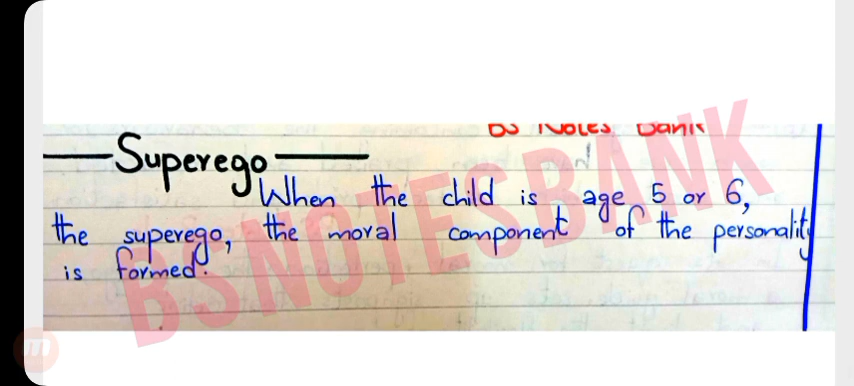 BS Notes Bank
Superego
When the child is age 5 or 6,
the superego, the moral component of the personality
is formed.
BSNOTESBANK
m